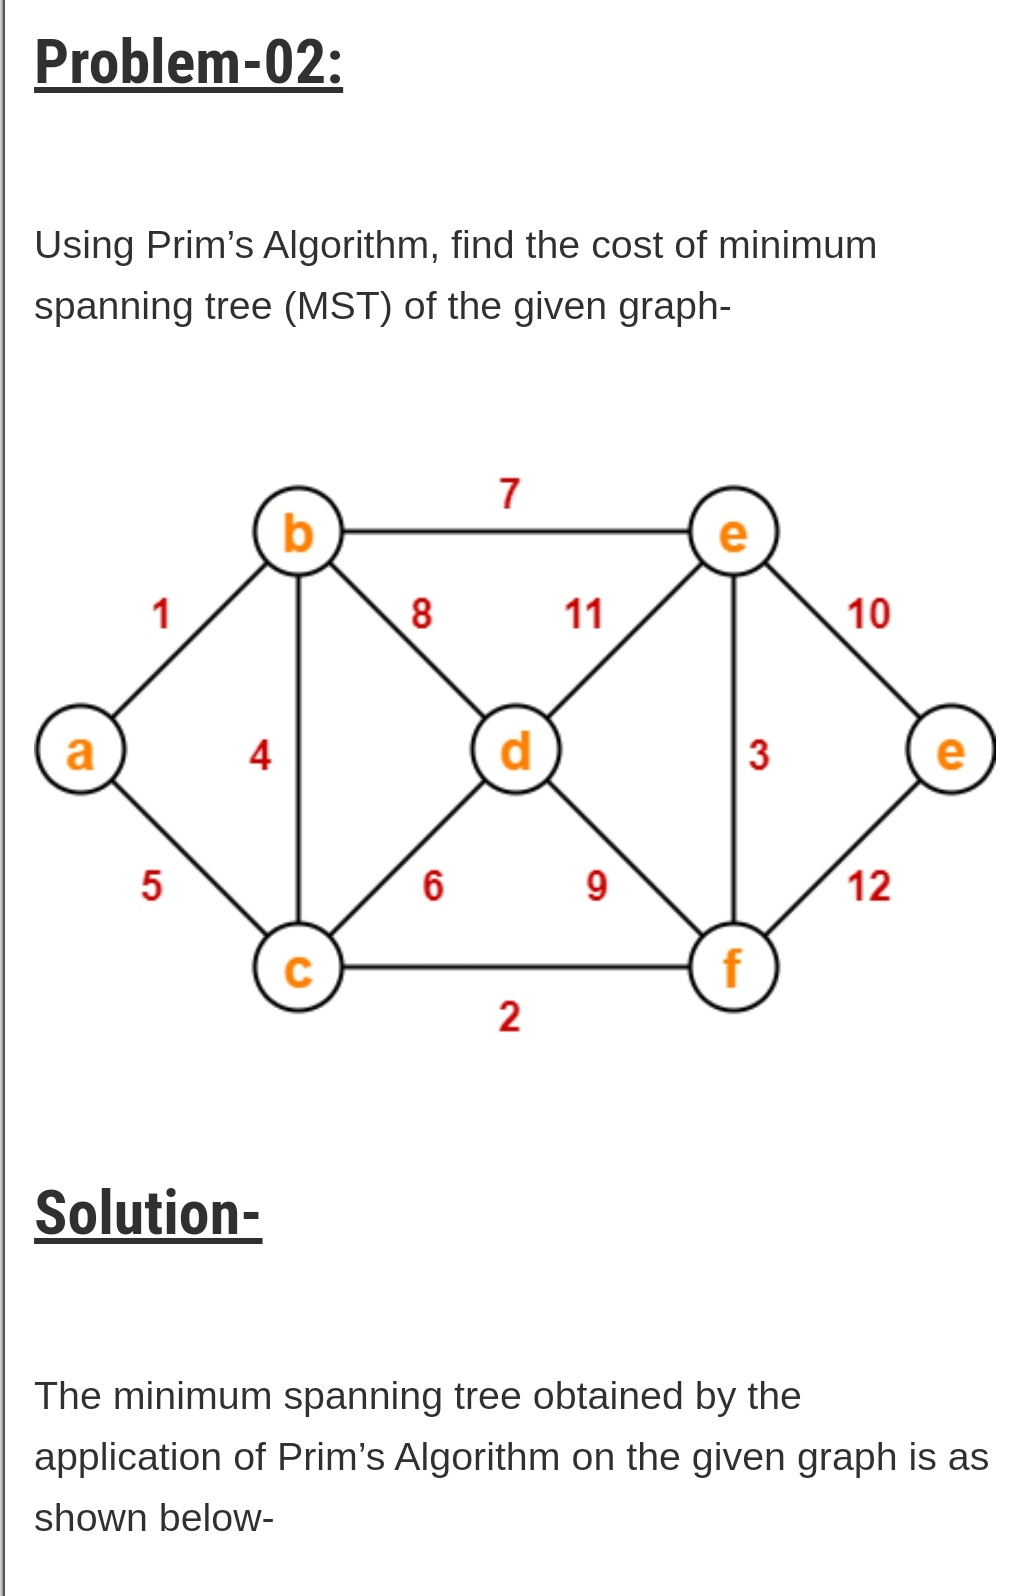 Problem-02:
Using Prim’s Algorithm, find the cost of minimum
spanning tree (MST) of the given graph-
7
b
e
1
8
11
10
a
4
d
3
e
5
6
9
12
c
f
2
Solution-
The minimum spanning tree obtained by the
application of Prim’s Algorithm on the given graph is as
shown below-